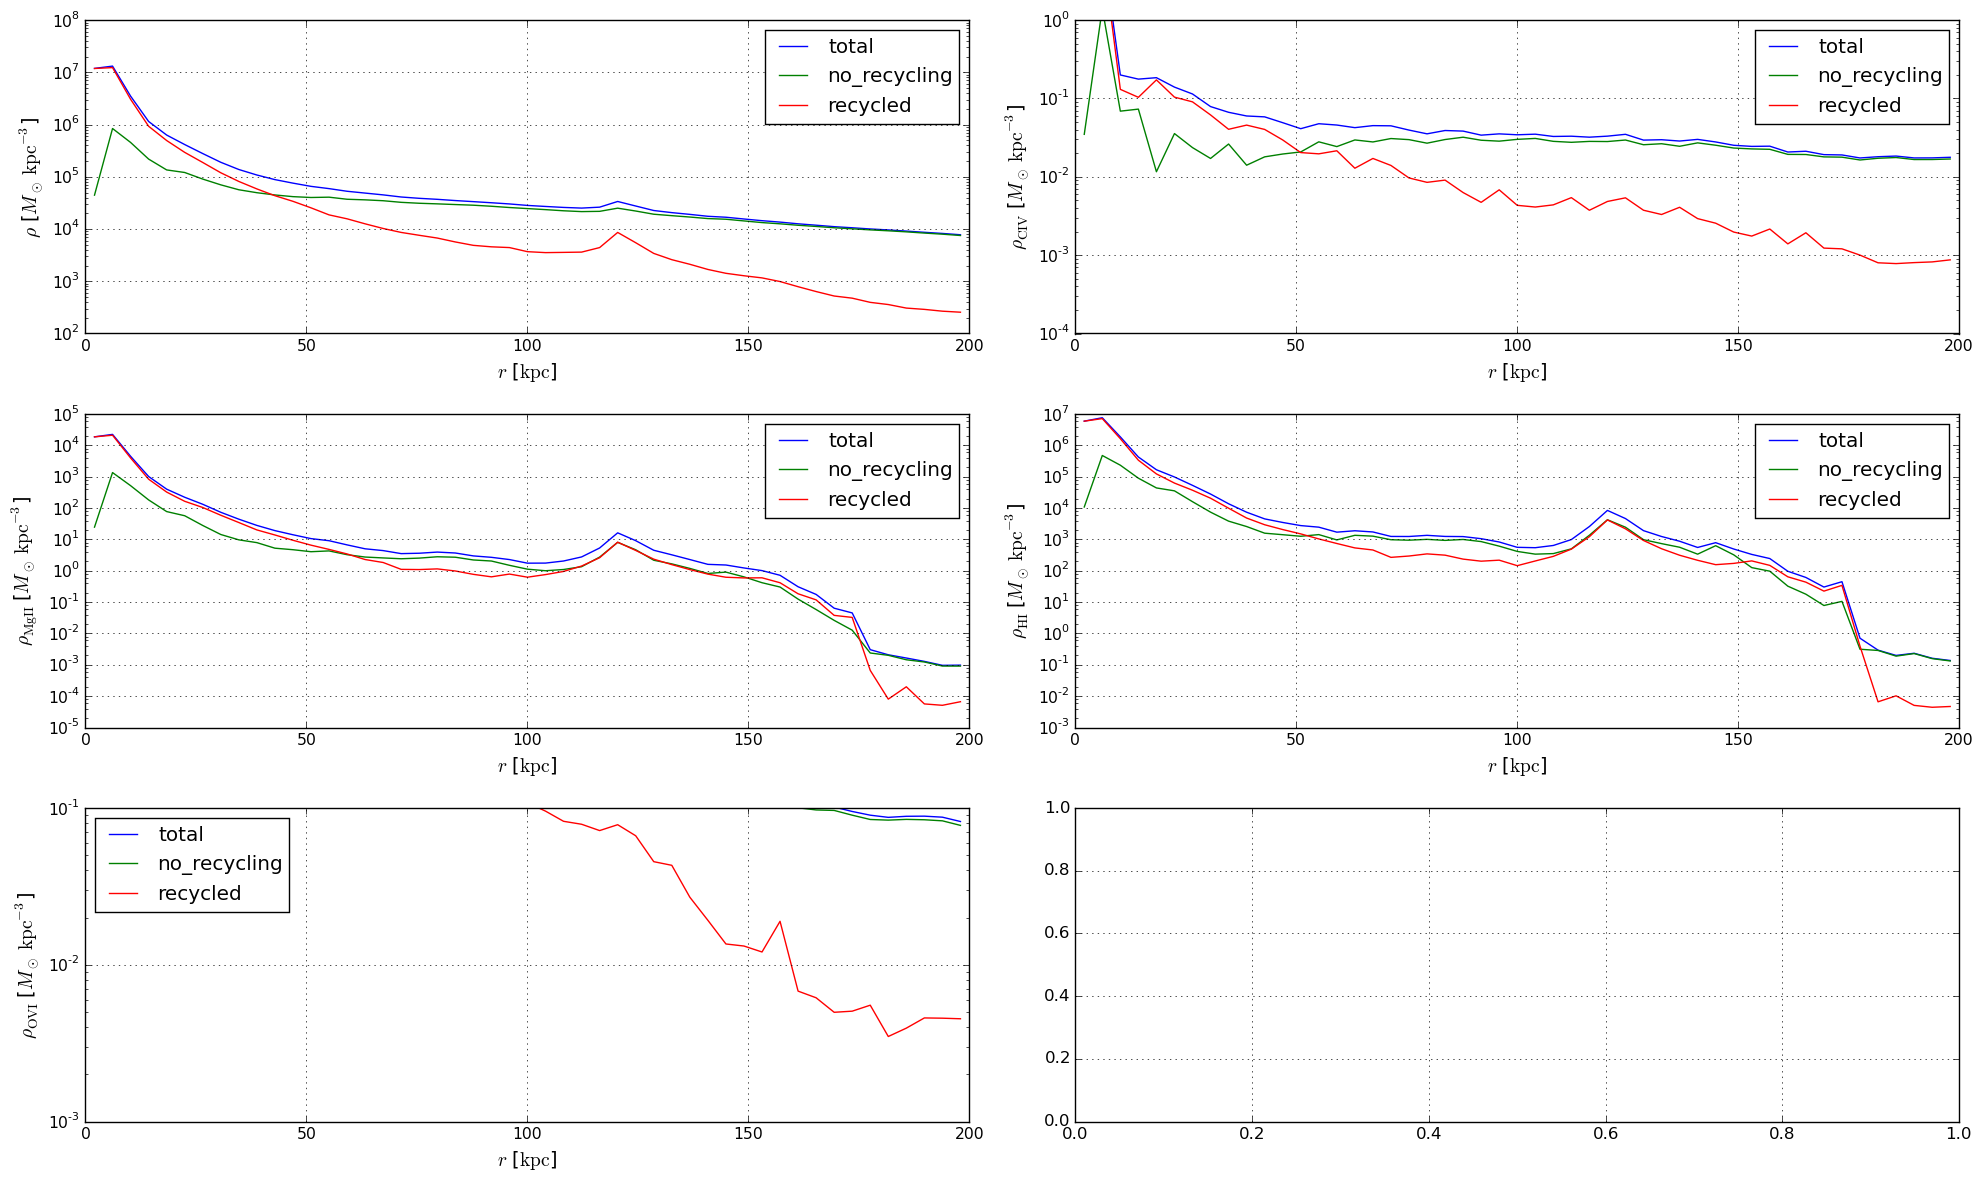 10^8
10^7
10^6
10^5
10^4
10^3
10^2
ρ [M⊙ kpc^-3]
0 50 100 150 200
r [kpc]
total
no_recycling
recycled
10^0
10^-1
10^-2
10^-3
10^-4
ρCIV [M⊙ kpc^-3]
0 50 100 150 200
r [kpc]
total
no_recycling
recycled
10^5
10^4
10^3
10^2
10^1
10^0
10^-1
10^-2
10^-3
10^-4
10^-5
ρMgII [M⊙ kpc^-3]
0 50 100 150 200
r [kpc]
total
no_recycling
recycled
10^7
10^6
10^5
10^4
10^3
10^2
10^1
10^0
10^-1
10^-2
10^-3
ρHI [M⊙ kpc^-3]
0 50 100 150 200
r [kpc]
total
no_recycling
recycled
10^-1
10^-2
10^-3
ρOVI [M⊙ kpc^-3]
0 50 100 150 200
r [kpc]
total
no_recycling
recycled
1.0
0.8
0.6
0.4
0.2
0.0
0.0 0.2 0.4 0.6 0.8 1.0